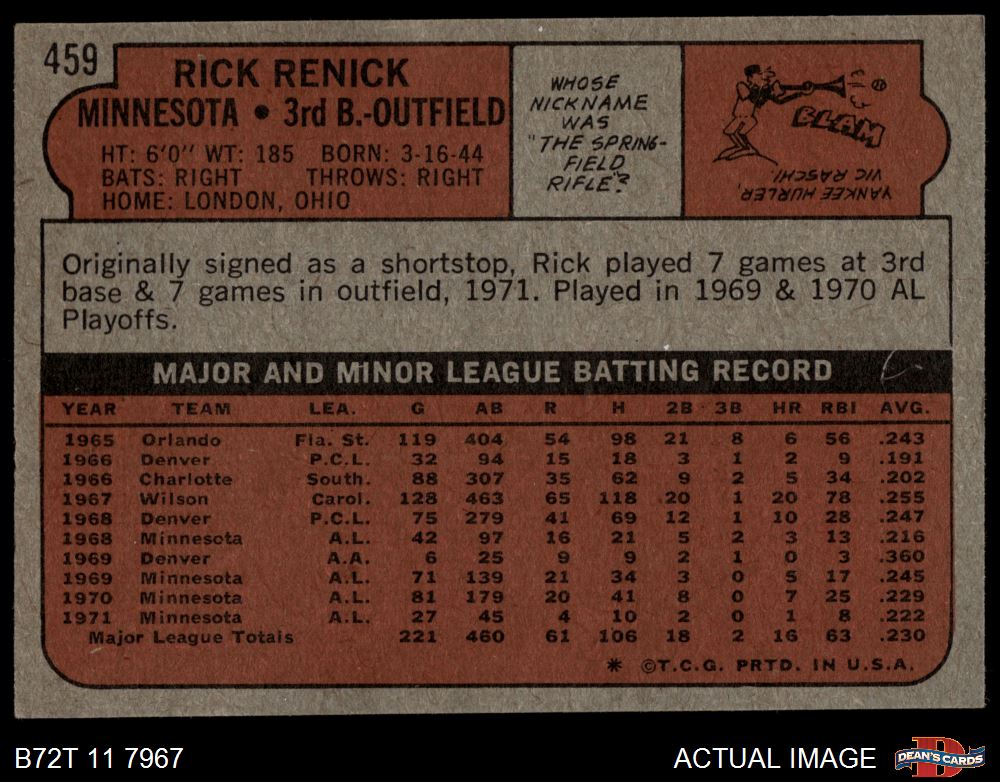 459
RICK RENICK
MINNESOTA • 3rd B.-OUTFIELD
HT: 6'0" WT: 185 BORN: 3-16-44
BATS: RIGHT THROWS: RIGHT
HOME: LONDON, OHIO
WHOSE
NICKNAME
WAS
"THE SPRING-
FIELD
RIFLE"?
BLAM
YANKEE HURLER,
VIC RASCHI
Originally signed as a shortstop, Rick played 7 games at 3rd
base & 7 games in outfield, 1971. Played in 1969 & 1970 AL
Playoffs.
MAJOR AND MINOR LEAGUE BATTING RECORD
YEAR TEAM LEA. G AB R H 2B 3B HR RBI AVG.
1965 Orlando Fla. St. 119 404 54 98 21 8 6 56 .243
1966 Denver P.C.L. 32 94 15 18 3 1 2 9 .191
1966 Charlotte South. 88 307 35 62 9 2 5 34 .202
1967 Wilson Carol. 128 463 65 118 20 1 20 78 .255
1968 Denver P.C.L. 75 279 41 69 12 1 10 28 .247
1968 Minnesota A.L. 42 97 16 21 5 2 3 13 .216
1969 Denver A.A. 6 25 9 9 2 1 0 3 .360
1969 Minnesota A.L. 71 139 21 34 3 0 5 17 .245
1970 Minnesota A.L. 81 179 20 41 8 0 7 25 .229
1971 Minnesota A.L. 27 45 4 10 2 0 1 8 .222
Major League Totals 221 460 61 106 18 2 16 63 .230
* ©T.C.G. PRTD. IN U.S.A.
B72T 11 7967
ACTUAL IMAGE
D
DEAN'S CARDS